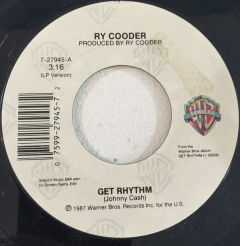 RY COODER
PRODUCED BY RY COODER
7-27945-A
3:16
(LP Version)
0 7599-27945-7 2
From the
Warner Bros. album
GET RHYTHM
GET RHYTHM
(Johnny Cash)
℗ 1987 Warner Bros. Records Inc. for the U.S.